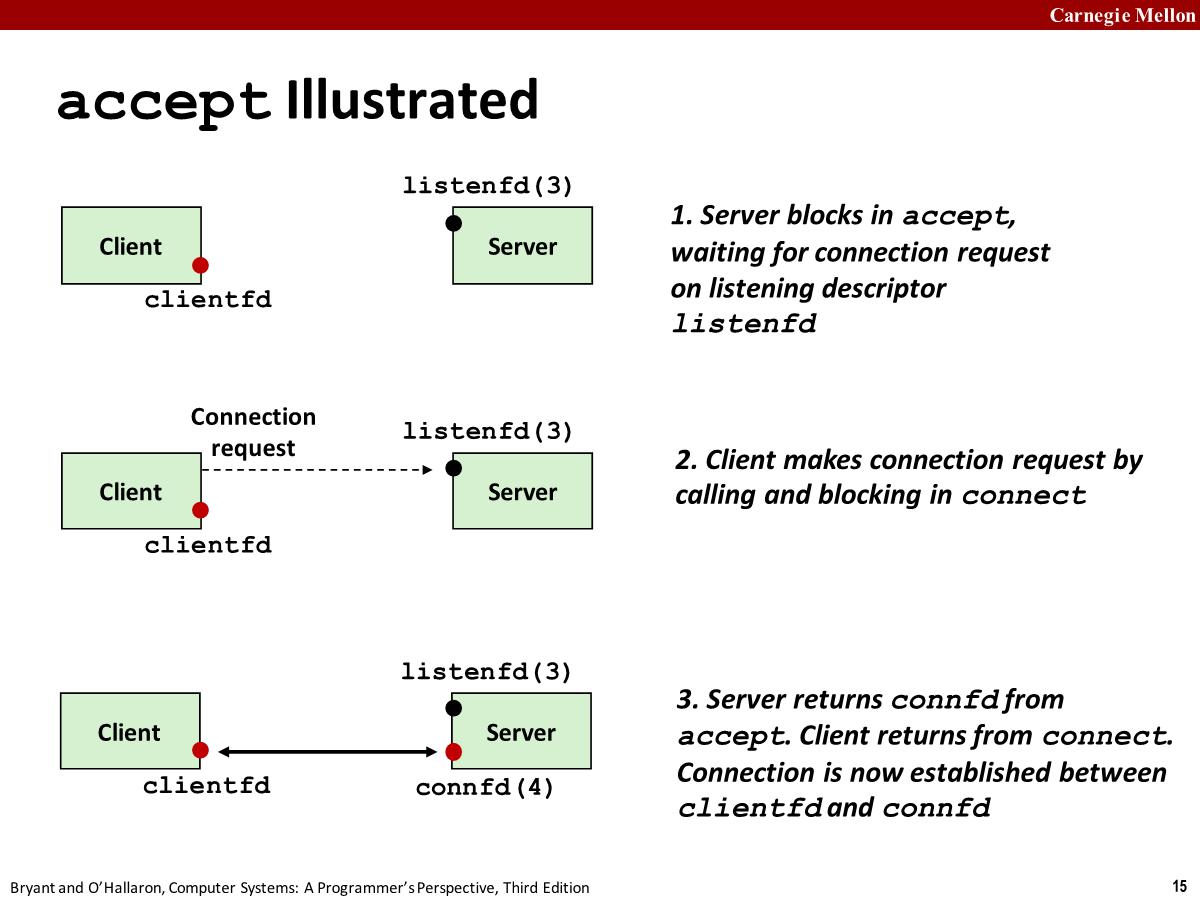 Carnegie Mellon
accept Illustrated
listenfd(3)
Client
Server
clientfd
1. Server blocks in accept,
waiting for connection request
on listening descriptor
listenfd
Connection
request
listenfd(3)
Client
Server
clientfd
2. Client makes connection request by
calling and blocking in connect
listenfd(3)
Client
Server
clientfd
connfd(4)
3. Server returns connfd from
accept. Client returns from connect.
Connection is now established between
clientfd and connfd
Bryant and O’Hallaron, Computer Systems: A Programmer’s Perspective, Third Edition
15